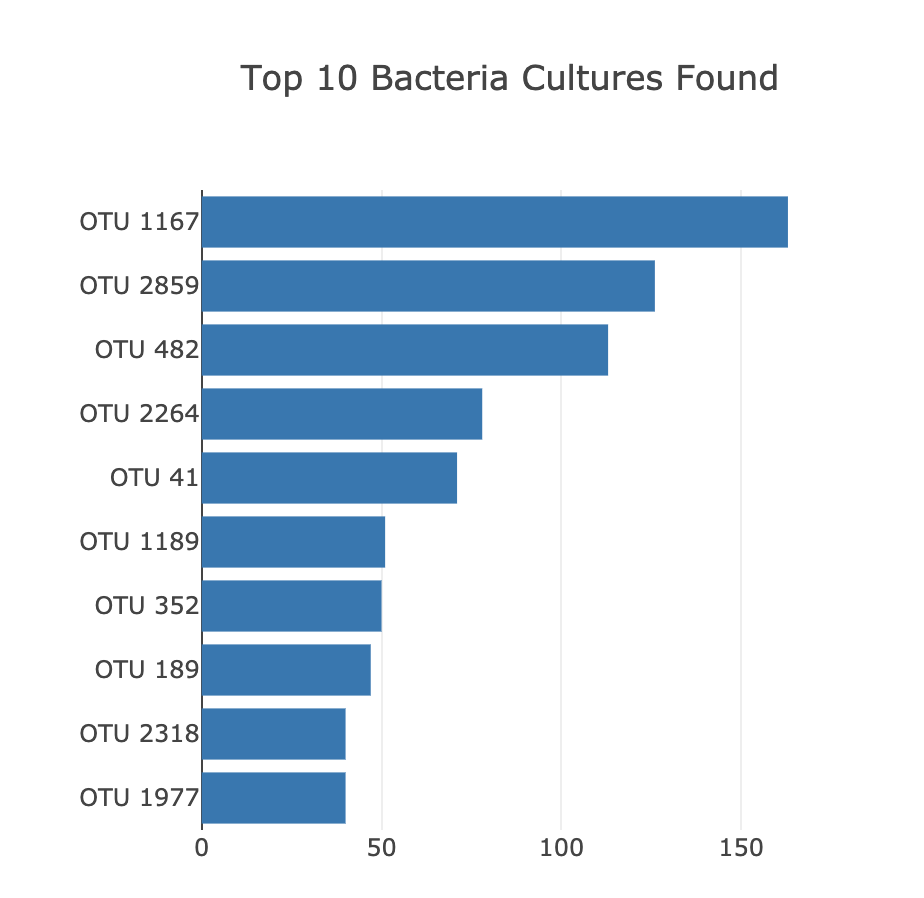 Top 10 Bacteria Cultures Found
OTU 1167
OTU 2859
OTU 482
OTU 2264
OTU 41
OTU 1189
OTU 352
OTU 189
OTU 2318
OTU 1977
0 50 100 150